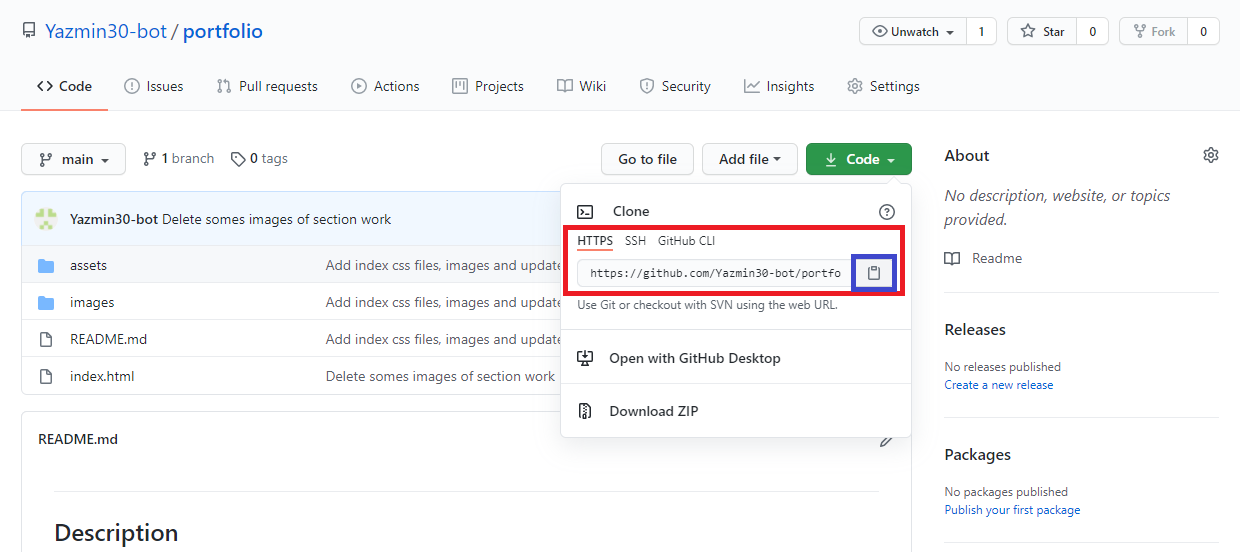 Yazmin30-bot / portfolio
Unwatch 1 Star 0 Fork 0
Code Issues Pull requests Actions Projects Wiki Security Insights Settings
main 1 branch 0 tags Go to file Add file Code
Yazmin30-bot Delete somes images of section work
assets Add index css files, images and update
images Add index css files, images and update
README.md Add index css files, images and update
index.html Delete somes images of section work
Clone
HTTPS SSH GitHub CLI
https://github.com/Yazmin30-bot/portfo
Use Git or checkout with SVN using the web URL.
Open with GitHub Desktop
Download ZIP
README.md
Description
About
No description, website, or topics
provided.
Readme
Releases
No releases published
Create a new release
Packages
No packages published
Publish your first package